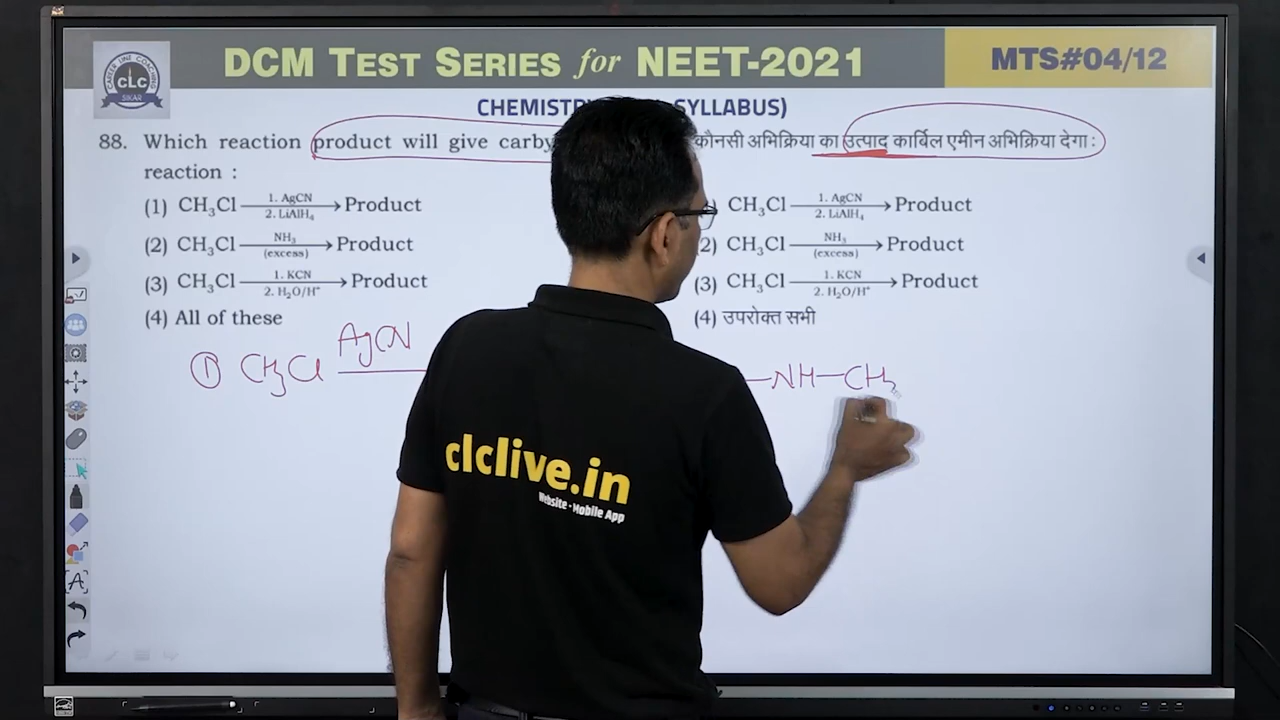 DCM TEST SERIES for NEET-2021
MTS#04/12
CLC
SIKAR
CHEMISTRY SYLLABUS)
88. Which reaction product will give carby
reaction :
(1) CH₃Cl 1. AgCN 2. LiAlH₄ → Product
(2) CH₃Cl NH₃ (excess) → Product
(3) CH₃Cl 1. KCN 2. H₂O/H⁺ → Product
(4) All of these
कौनसी अभिक्रिया का उत्पाद कार्बिल एमीन अभिक्रिया देगा :
CH₃Cl 1. AgCN 2. LiAlH₄ → Product
2) CH₃Cl NH₃ (excess) → Product
(3) CH₃Cl 1. KCN 2. H₂O/H⁺ → Product
(4) उपरोक्त सभी
① CH₃Cl AgCN
—NH—CH₃
clclive.in
Website · Mobile App